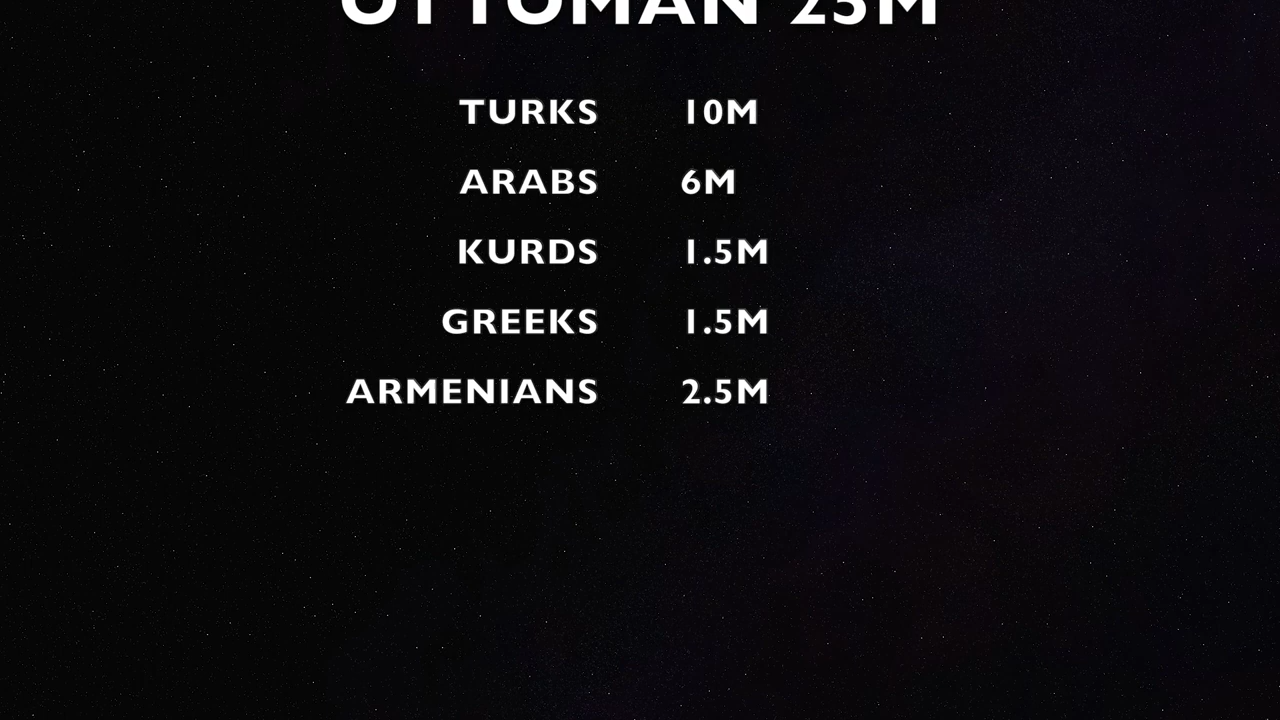 OTTOMAN 25M
TURKS 10M
ARABS 6M
KURDS 1.5M
GREEKS 1.5M
ARMENIANS 2.5M